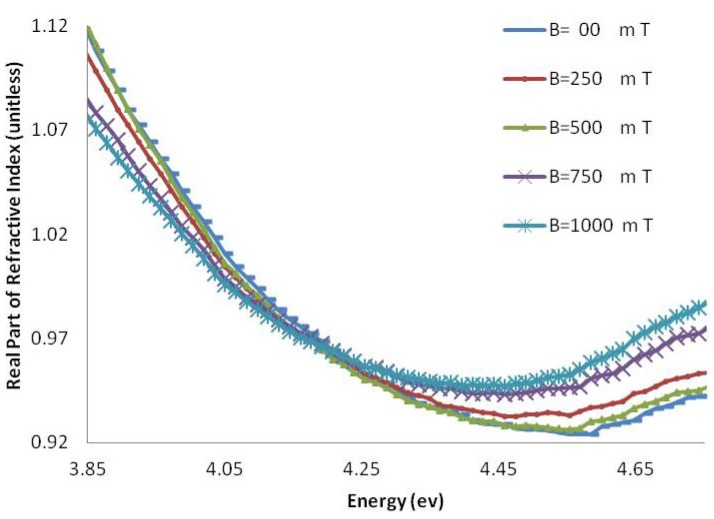 1.12
1.07
1.02
0.97
0.92
Real Part of Refractive Index (unitless)
3.85 4.05 4.25 4.45 4.65
Energy (ev)
B= 00 m T
B=250 m T
B=500 m T
B=750 m T
B=1000 m T